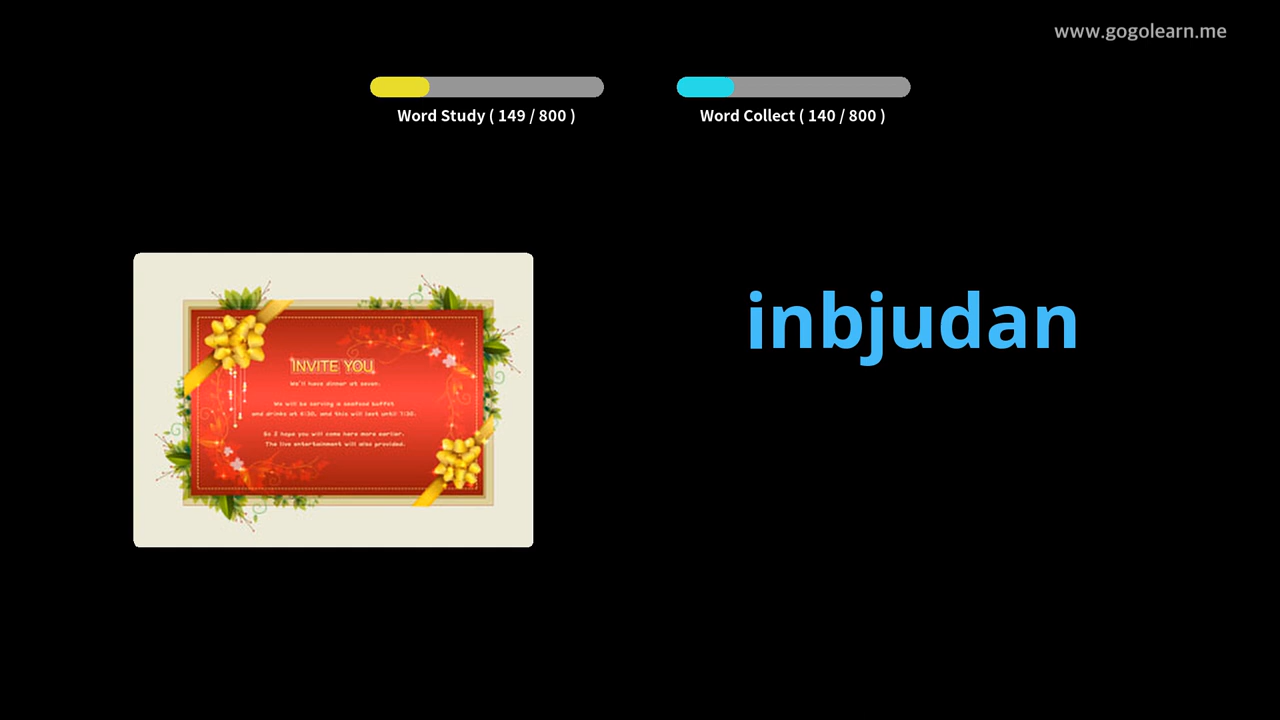 www.gogolearn.me
Word Study ( 149 / 800 )
Word Collect ( 140 / 800 )
inbjudan
INVITE YOU
We'll have dinner at seven.
We will be serving a seafood buffet
and drinks at 6:30, and this will last until 7:30.
So I hope you will come here more earlier.
The live entertainment will also provided.